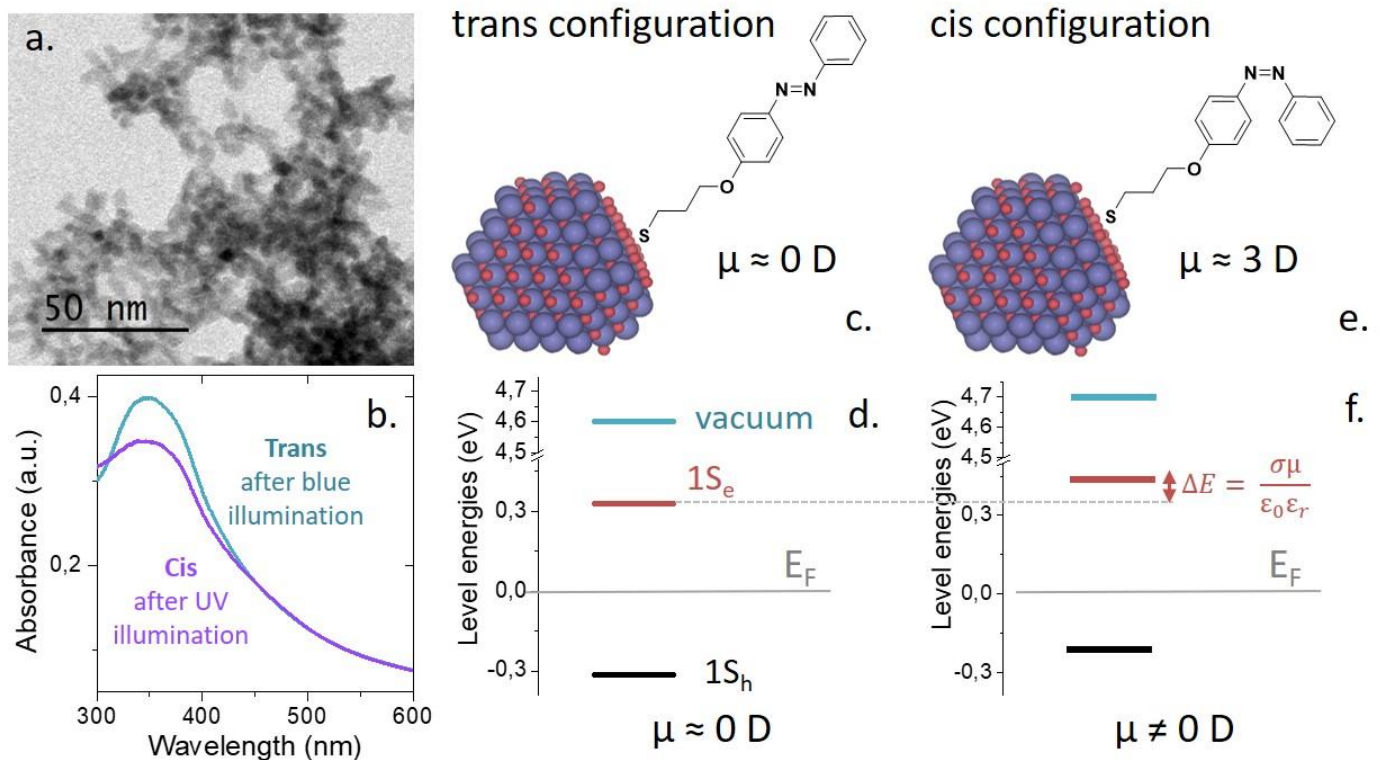 a.
50 nm
trans configuration
N=N
O
S
μ ≈ 0 D
c.
cis configuration
N=N
O
S
μ ≈ 3 D
e.
b.
Absorbance (a.u.)
0,4
0,2
Trans
after blue
illumination
Cis
after UV
illumination
300
400
500
600
Wavelength (nm)
d.
Level energies (eV)
4,7
4,6
4,5
0,3
0,0
-0,3
vacuum
1Se
EF
1Sh
μ ≈ 0 D
f.
Level energies (eV)
4,7
4,6
4,5
0,3
0,0
-0,3
ΔE = σμ / ε0εr
EF
μ ≠ 0 D